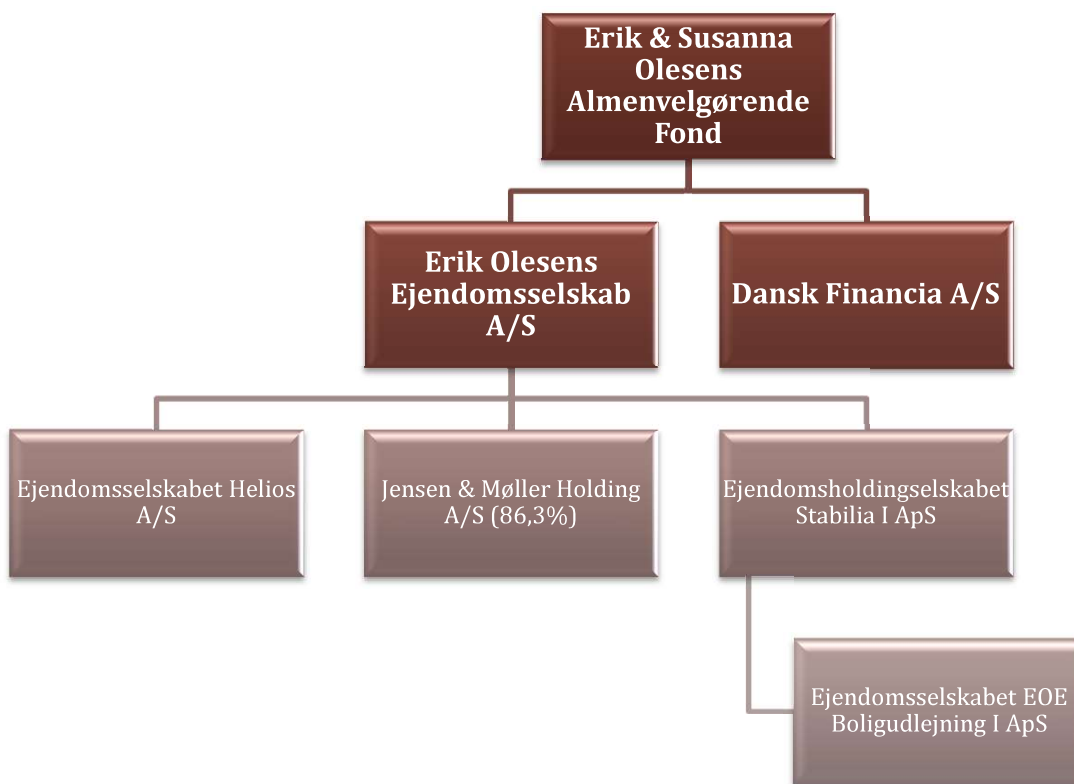 Erik & Susanna
Olesens
Almenvelgørende
Fond
Erik Olesens
Ejendomsselskab
A/S
Dansk Financia A/S
Ejendomsselskabet Helios
A/S
Jensen & Møller Holding
A/S (86,3%)
Ejendomsholdingselskabet
Stabilia I ApS
Ejendomsselskabet EOE
Boligudlejning I ApS